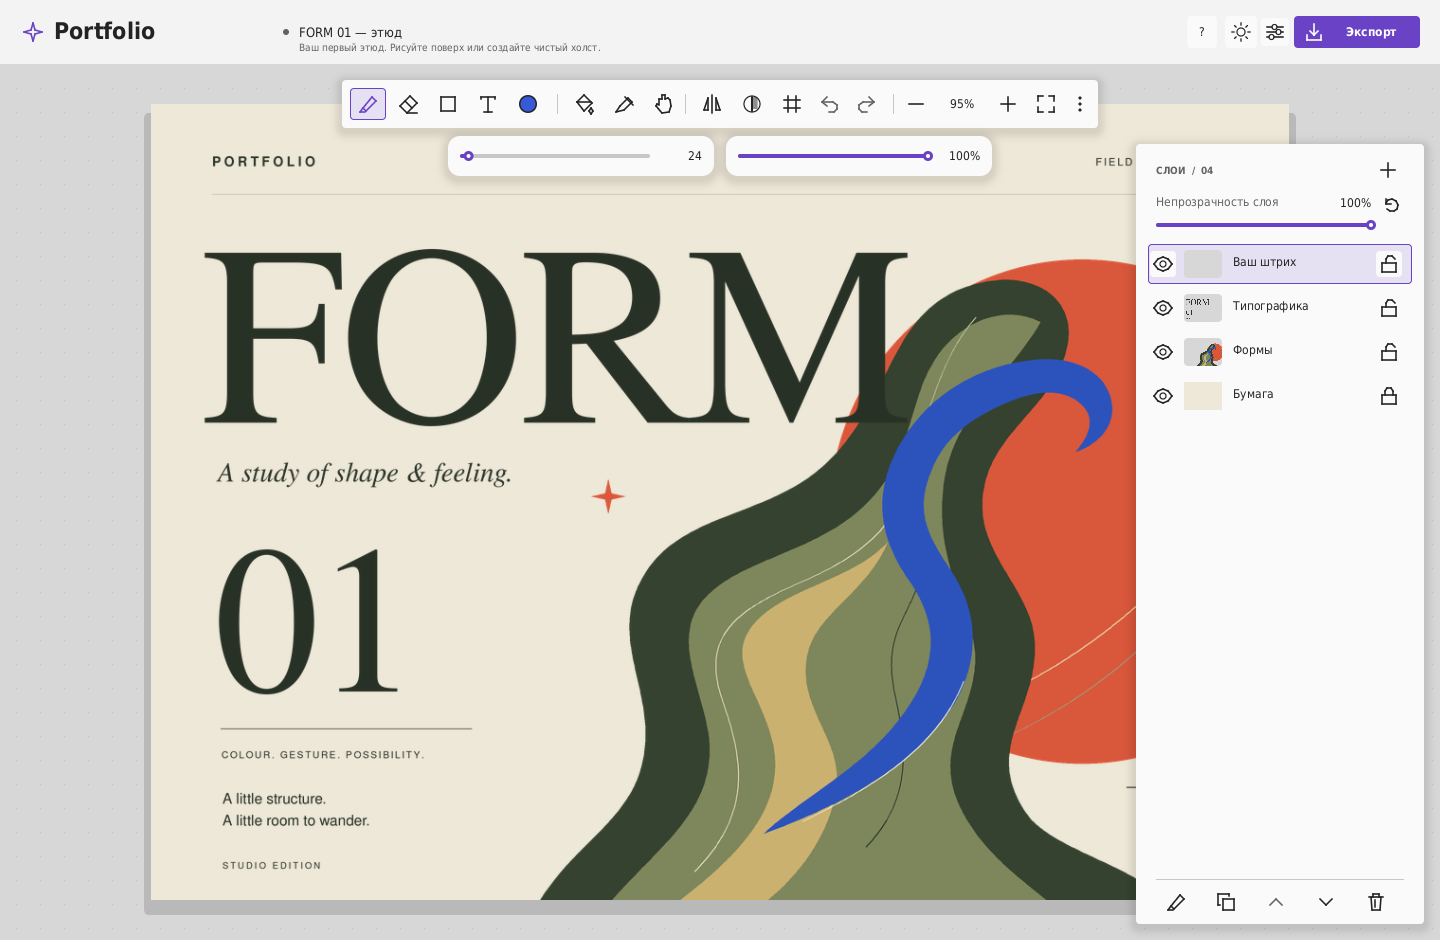 Portfolio
FORM 01 — этюд
Ваш первый этюд. Рисуйте поверх или создайте чистый холст.
?
Экспорт
95%
24
100%
PORTFOLIO
FIELD
FORM
A study of shape & feeling.
01
COLOUR. GESTURE. POSSIBILITY.
A little structure.
A little room to wander.
STUDIO EDITION
СЛОИ / 04
Непрозрачность слоя
100%
Ваш штрих
Типографика
Формы
Бумага